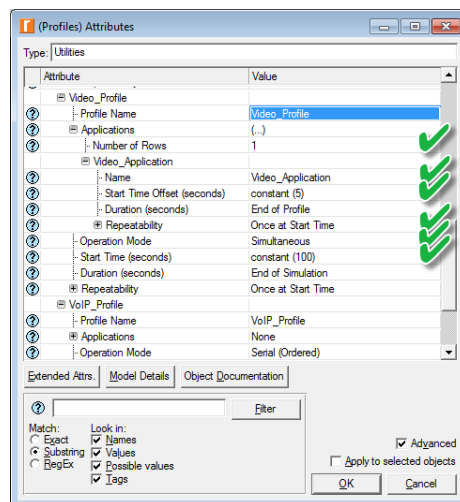 (Profiles) Attributes
Type: Utilities
Attribute Value
Video_Profile
Profile Name Video_Profile
Applications (...)
Number of Rows 1
Video_Application
Name Video_Application
Start Time Offset (seconds) constant (5)
Duration (seconds) End of Profile
Repeatability Once at Start Time
Operation Mode Simultaneous
Start Time (seconds) constant (100)
Duration (seconds) End of Simulation
Repeatability Once at Start Time
VoIP_Profile
Profile Name VoIP_Profile
Applications None
Operation Mode Serial (Ordered)
Extended Attrs. Model Details Object Documentation
Filter
Match: Look in:
Exact Names
Substring Values
RegEx Possible values
Tags
Advanced
Apply to selected objects
OK Cancel